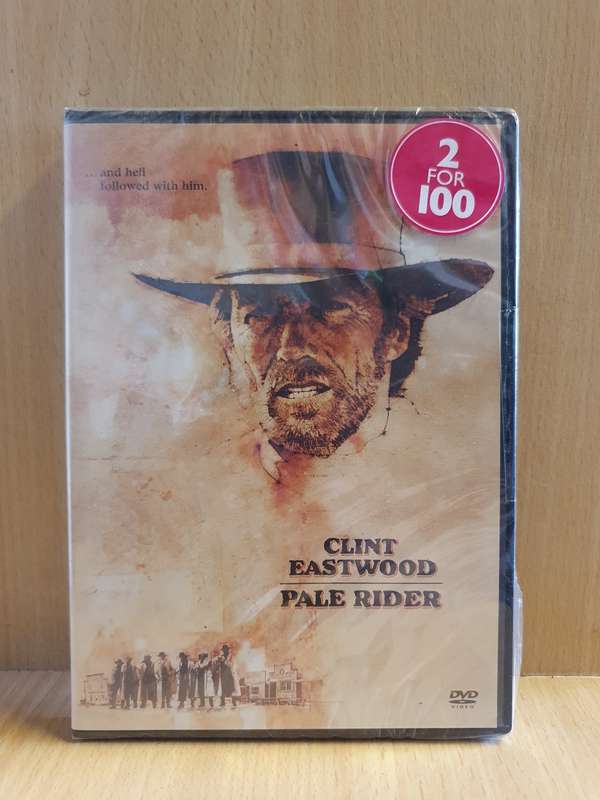 ... and hell
followed with him.
2
FOR
100
CLINT
EASTWOOD
PALE RIDER
DVD
VIDEO